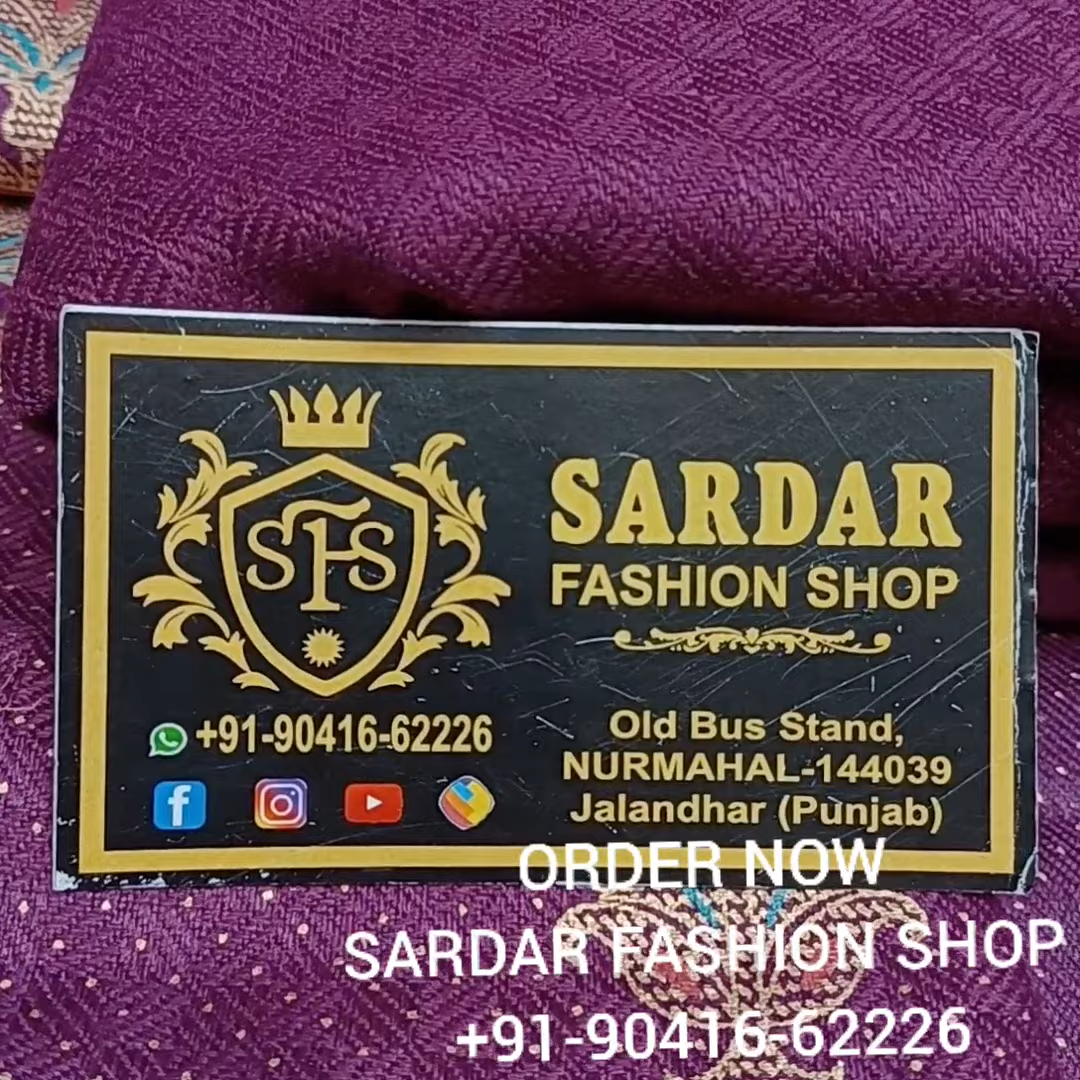 SFS
SARDAR
FASHION SHOP
+91-90416-62226
Old Bus Stand,
NURMAHAL-144039
Jalandhar (Punjab)
ORDER NOW
SARDAR FASHION SHOP
+91-90416-62226